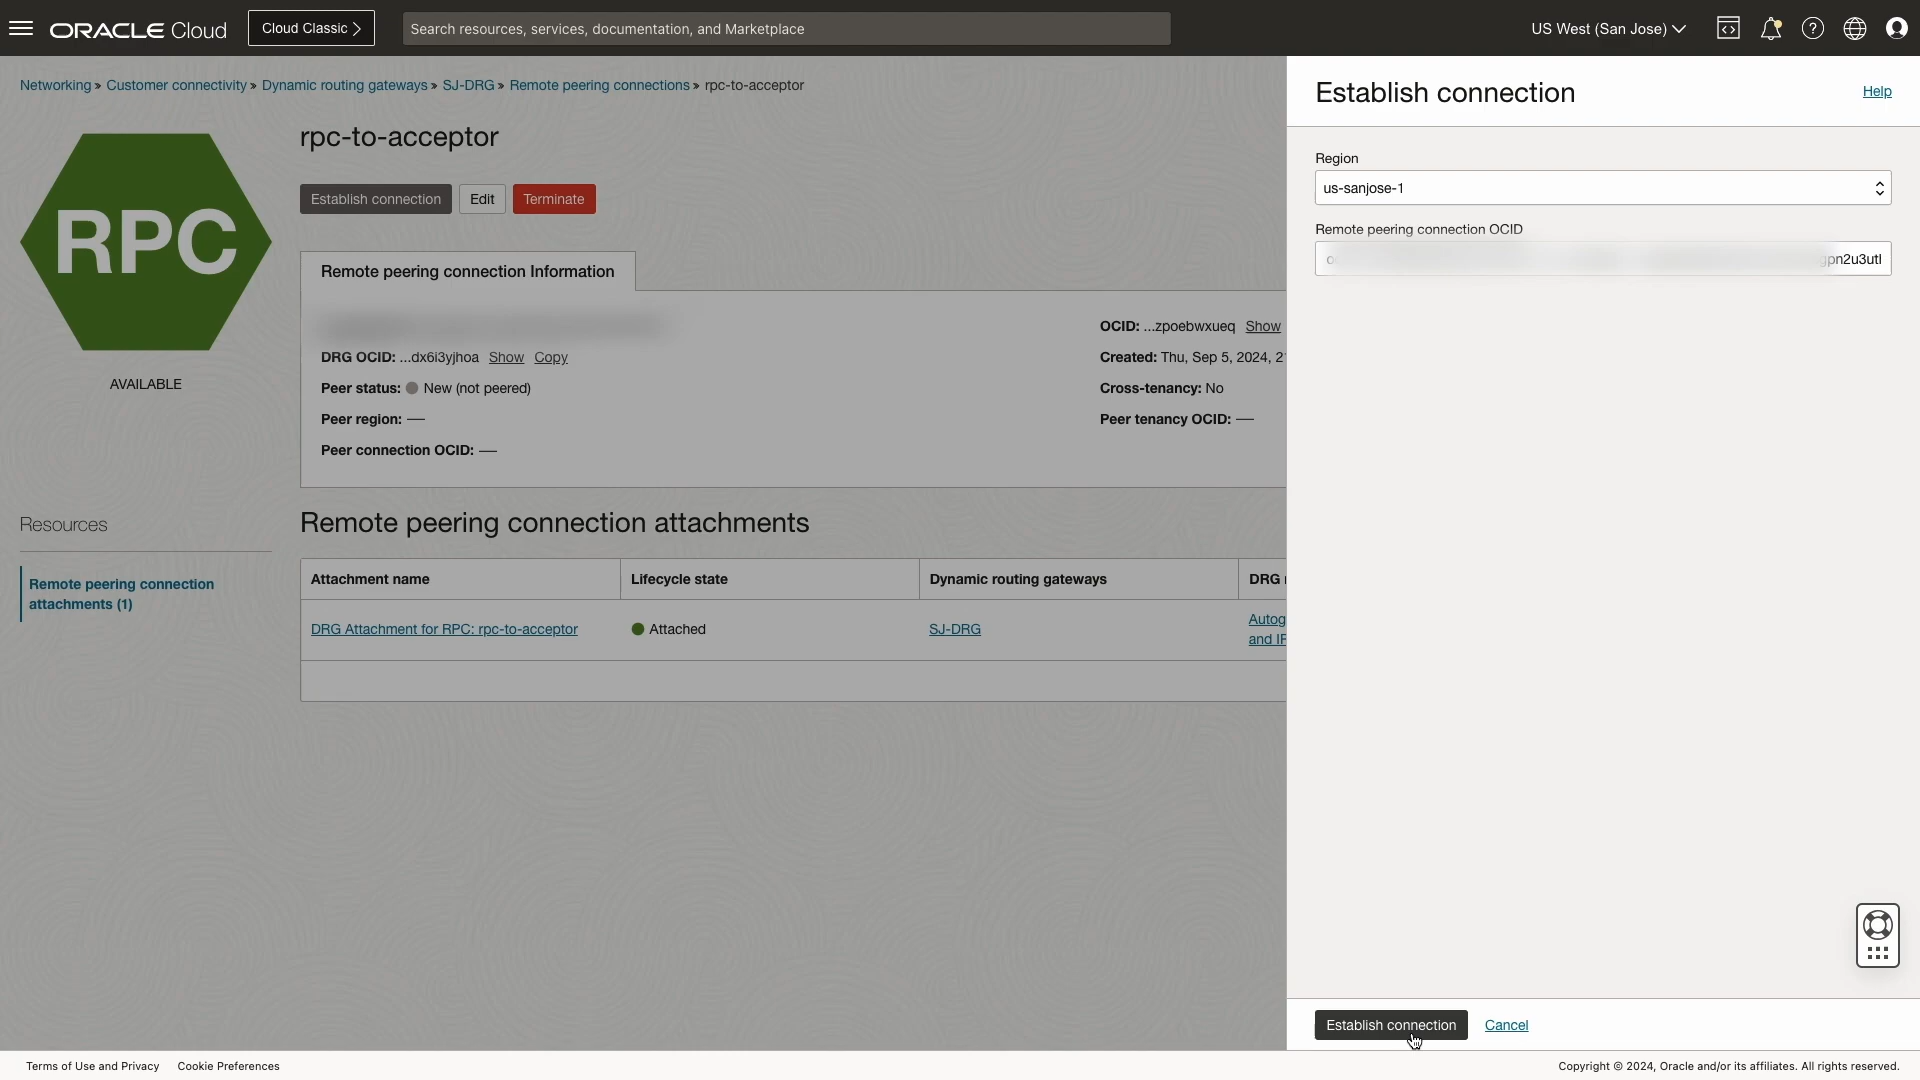 ORACLE Cloud
Cloud Classic
Search resources, services, documentation, and Marketplace
US West (San Jose)
Networking » Customer connectivity » Dynamic routing gateways » SJ-DRG » Remote peering connections » rpc-to-acceptor
RPC
AVAILABLE
rpc-to-acceptor
Establish connection
Edit
Terminate
Remote peering connection Information
DRG OCID: ...dx6i3yjhoa Show Copy
Peer status: New (not peered)
Peer region: —
Peer connection OCID: —
OCID: ...zpoebwxueq Show
Created: Thu, Sep 5, 2024, 2
Cross-tenancy: No
Peer tenancy OCID: —
Resources
Remote peering connection
attachments (1)
Remote peering connection attachments
Attachment name Lifecycle state Dynamic routing gateways DRG
DRG Attachment for RPC: rpc-to-acceptor Attached SJ-DRG Autog
and IF
Establish connection
Help
Region
us-sanjose-1
Remote peering connection OCID
gpn2u3utl
Establish connection
Cancel
Terms of Use and Privacy Cookie Preferences
Copyright © 2024, Oracle and/or its affiliates. All rights reserved.